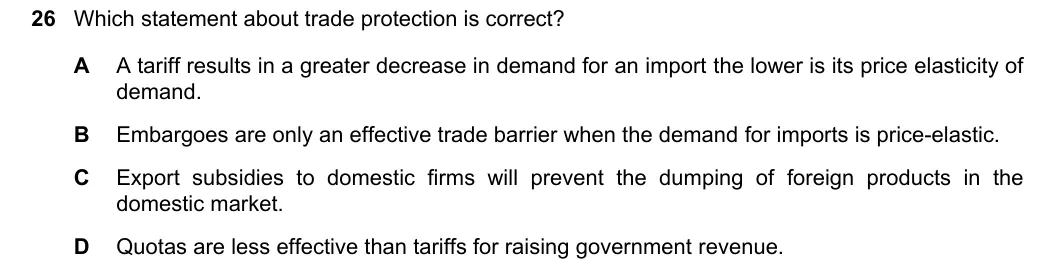 26 Which statement about trade protection is correct?
A A tariff results in a greater decrease in demand for an import the lower is its price elasticity of
demand.
B Embargoes are only an effective trade barrier when the demand for imports is price-elastic.
C Export subsidies to domestic firms will prevent the dumping of foreign products in the
domestic market.
D Quotas are less effective than tariffs for raising government revenue.